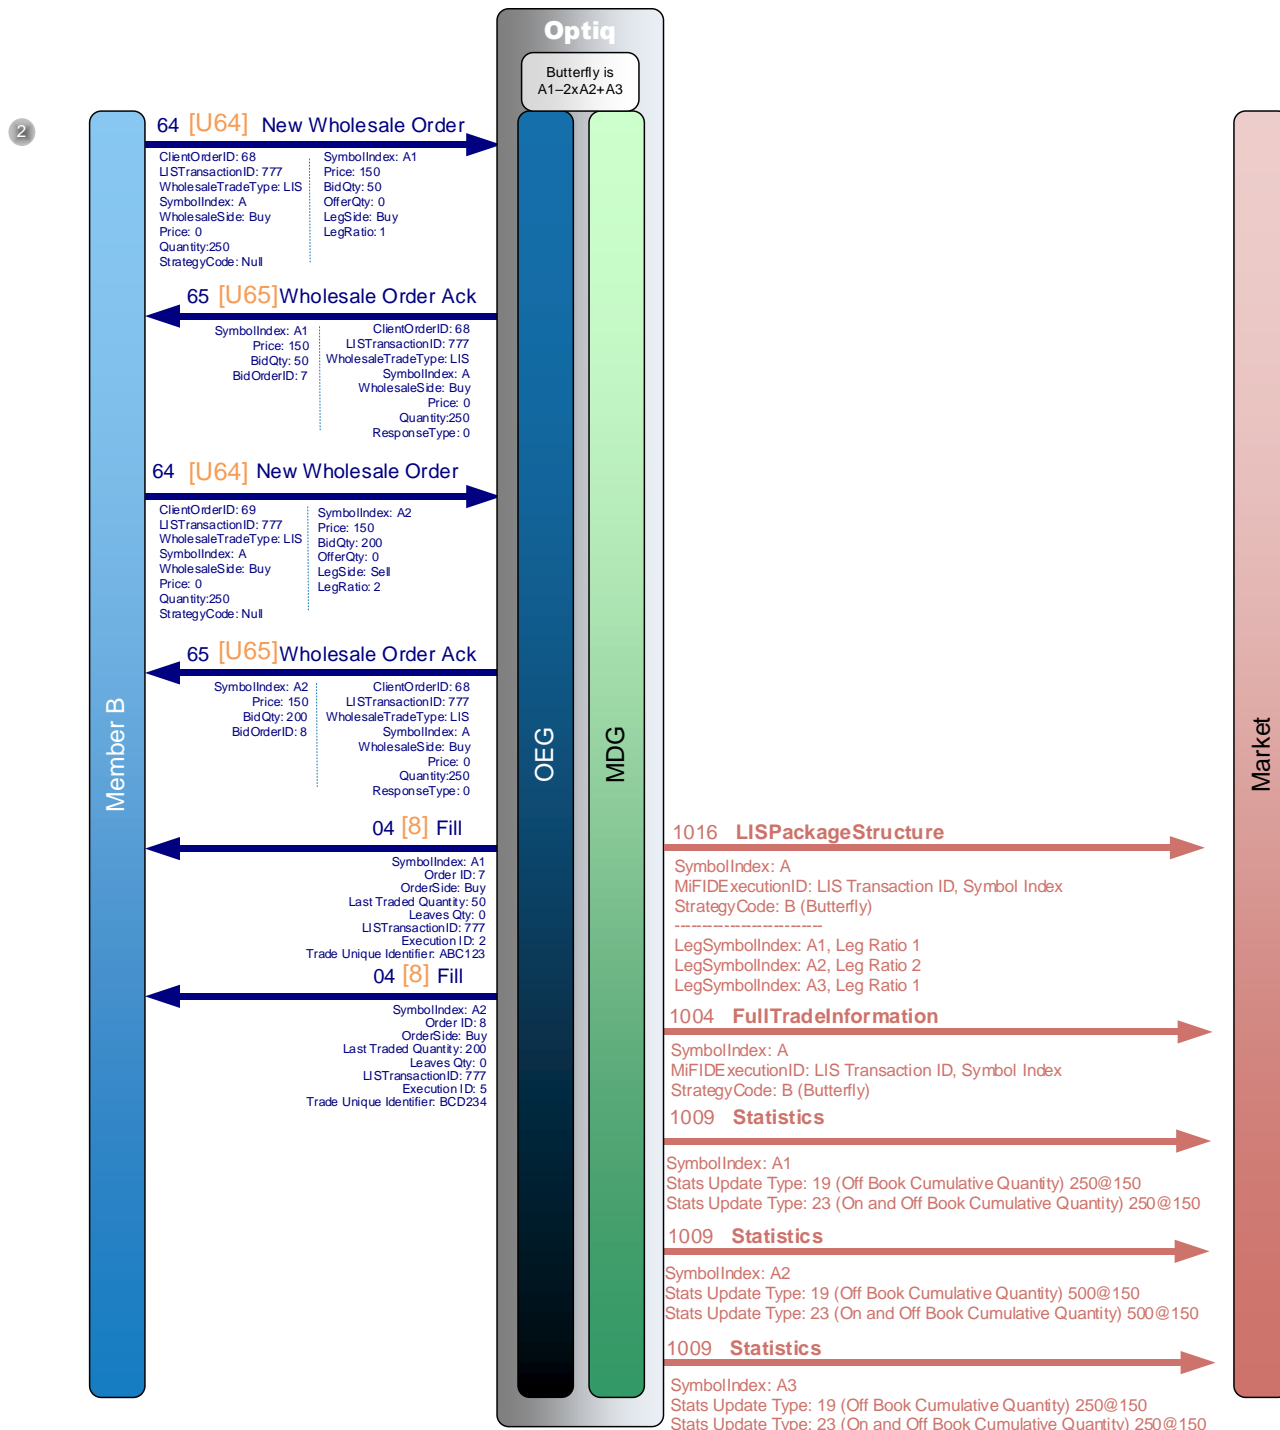 Optiq
Butterfly is
A1–2xA2+A3
2
Member B
OEG
MDG
Market
64 [U64] New Wholesale Order
ClientOrderID: 68
LISTransactionID: 777
WholesaleTradeType: LIS
SymbolIndex: A
WholesaleSide: Buy
Price: 0
Quantity:250
StrategyCode: Null
SymbolIndex: A1
Price: 150
BidQty: 50
OfferQty: 0
LegSide: Buy
LegRatio: 1
65 [U65] Wholesale Order Ack
SymbolIndex: A1
Price: 150
BidQty: 50
BidOrderID: 7
ClientOrderID: 68
LISTransactionID: 777
WholesaleTradeType: LIS
SymbolIndex: A
WholesaleSide: Buy
Price: 0
Quantity:250
ResponseType: 0
64 [U64] New Wholesale Order
ClientOrderID: 69
LISTransactionID: 777
WholesaleTradeType: LIS
SymbolIndex: A
WholesaleSide: Buy
Price: 0
Quantity:250
StrategyCode: Null
SymbolIndex: A2
Price: 150
BidQty: 200
OfferQty: 0
LegSide: Sell
LegRatio: 2
65 [U65] Wholesale Order Ack
SymbolIndex: A2
Price: 150
BidQty: 200
BidOrderID: 8
ClientOrderID: 68
LISTransactionID: 777
WholesaleTradeType: LIS
SymbolIndex: A
WholesaleSide: Buy
Price: 0
Quantity:250
ResponseType: 0
04 [8] Fill
SymbolIndex: A1
Order ID: 7
OrderSide: Buy
Last Traded Quantity: 50
Leaves Qty: 0
LISTransactionID: 777
Execution ID: 2
Trade Unique Identifier: ABC123
04 [8] Fill
SymbolIndex: A2
Order ID: 8
OrderSide: Buy
Last Traded Quantity: 200
Leaves Qty: 0
LISTransactionID: 777
Execution ID: 5
Trade Unique Identifier: BCD234
1016 LISPackageStructure
SymbolIndex: A
MiFIDExecutionID: LIS Transaction ID, Symbol Index
StrategyCode: B (Butterfly)
---------------------------
LegSymbolIndex: A1, Leg Ratio 1
LegSymbolIndex: A2, Leg Ratio 2
LegSymbolIndex: A3, Leg Ratio 1
1004 FullTradeInformation
SymbolIndex: A
MiFIDExecutionID: LIS Transaction ID, Symbol Index
StrategyCode: B (Butterfly)
1009 Statistics
SymbolIndex: A1
Stats Update Type: 19 (Off Book Cumulative Quantity) 250@150
Stats Update Type: 23 (On and Off Book Cumulative Quantity) 250@150
1009 Statistics
SymbolIndex: A2
Stats Update Type: 19 (Off Book Cumulative Quantity) 500@150
Stats Update Type: 23 (On and Off Book Cumulative Quantity) 500@150
1009 Statistics
SymbolIndex: A3
Stats Update Type: 19 (Off Book Cumulative Quantity) 250@150
Stats Update Type: 23 (On and Off Book Cumulative Quantity) 250@150